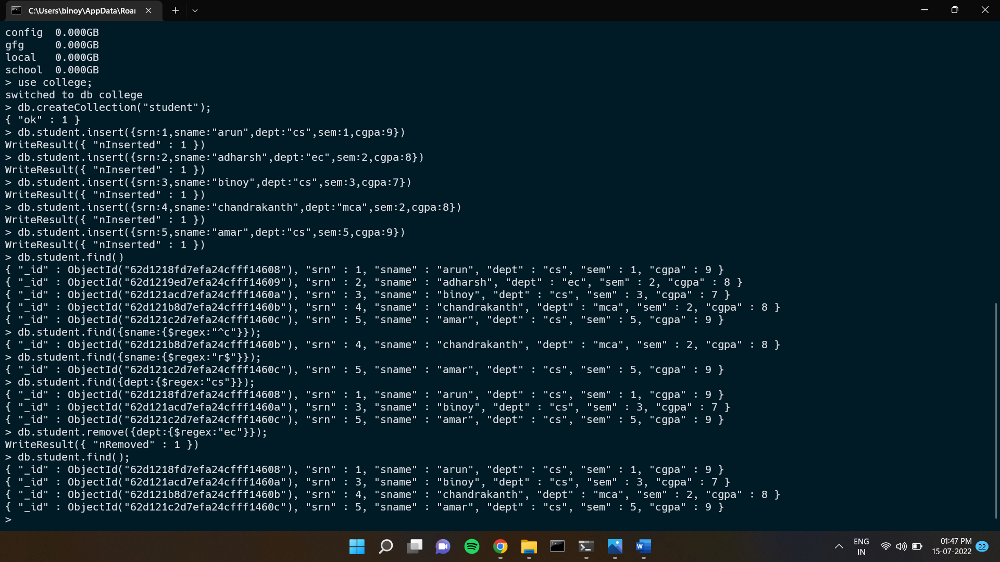 C:\Users\binoy\AppData\Roai
config  0.000GB
gfg     0.000GB
local   0.000GB
school  0.000GB
> use college;
switched to db college
> db.createCollection("student");
{ "ok" : 1 }
> db.student.insert({srn:1,sname:"arun",dept:"cs",sem:1,cgpa:9})
WriteResult({ "nInserted" : 1 })
> db.student.insert({srn:2,sname:"adharsh",dept:"ec",sem:2,cgpa:8})
WriteResult({ "nInserted" : 1 })
> db.student.insert({srn:3,sname:"binoy",dept:"cs",sem:3,cgpa:7})
WriteResult({ "nInserted" : 1 })
> db.student.insert({srn:4,sname:"chandrakanth",dept:"mca",sem:2,cgpa:8})
WriteResult({ "nInserted" : 1 })
> db.student.insert({srn:5,sname:"amar",dept:"cs",sem:5,cgpa:9})
WriteResult({ "nInserted" : 1 })
> db.student.find()
{ "_id" : ObjectId("62d1218fd7efa24cfff14608"), "srn" : 1, "sname" : "arun", "dept" : "cs", "sem" : 1, "cgpa" : 9 }
{ "_id" : ObjectId("62d1219ed7efa24cfff14609"), "srn" : 2, "sname" : "adharsh", "dept" : "ec", "sem" : 2, "cgpa" : 8 }
{ "_id" : ObjectId("62d121acd7efa24cfff1460a"), "srn" : 3, "sname" : "binoy", "dept" : "cs", "sem" : 3, "cgpa" : 7 }
{ "_id" : ObjectId("62d121b8d7efa24cfff1460b"), "srn" : 4, "sname" : "chandrakanth", "dept" : "mca", "sem" : 2, "cgpa" : 8 }
{ "_id" : ObjectId("62d121c2d7efa24cfff1460c"), "srn" : 5, "sname" : "amar", "dept" : "cs", "sem" : 5, "cgpa" : 9 }
> db.student.find({sname:{$regex:"^c"}});
{ "_id" : ObjectId("62d121b8d7efa24cfff1460b"), "srn" : 4, "sname" : "chandrakanth", "dept" : "mca", "sem" : 2, "cgpa" : 8 }
> db.student.find({sname:{$regex:"r$"}});
{ "_id" : ObjectId("62d121c2d7efa24cfff1460c"), "srn" : 5, "sname" : "amar", "dept" : "cs", "sem" : 5, "cgpa" : 9 }
> db.student.find({dept:{$regex:"cs"}});
{ "_id" : ObjectId("62d1218fd7efa24cfff14608"), "srn" : 1, "sname" : "arun", "dept" : "cs", "sem" : 1, "cgpa" : 9 }
{ "_id" : ObjectId("62d121acd7efa24cfff1460a"), "srn" : 3, "sname" : "binoy", "dept" : "cs", "sem" : 3, "cgpa" : 7 }
{ "_id" : ObjectId("62d121c2d7efa24cfff1460c"), "srn" : 5, "sname" : "amar", "dept" : "cs", "sem" : 5, "cgpa" : 9 }
> db.student.remove({dept:{$regex:"ec"}});
WriteResult({ "nRemoved" : 1 })
> db.student.find();
{ "_id" : ObjectId("62d1218fd7efa24cfff14608"), "srn" : 1, "sname" : "arun", "dept" : "cs", "sem" : 1, "cgpa" : 9 }
{ "_id" : ObjectId("62d121acd7efa24cfff1460a"), "srn" : 3, "sname" : "binoy", "dept" : "cs", "sem" : 3, "cgpa" : 7 }
{ "_id" : ObjectId("62d121b8d7efa24cfff1460b"), "srn" : 4, "sname" : "chandrakanth", "dept" : "mca", "sem" : 2, "cgpa" : 8 }
{ "_id" : ObjectId("62d121c2d7efa24cfff1460c"), "srn" : 5, "sname" : "amar", "dept" : "cs", "sem" : 5, "cgpa" : 9 }
>
ENG
IN
01:47 PM
15-07-2022
22